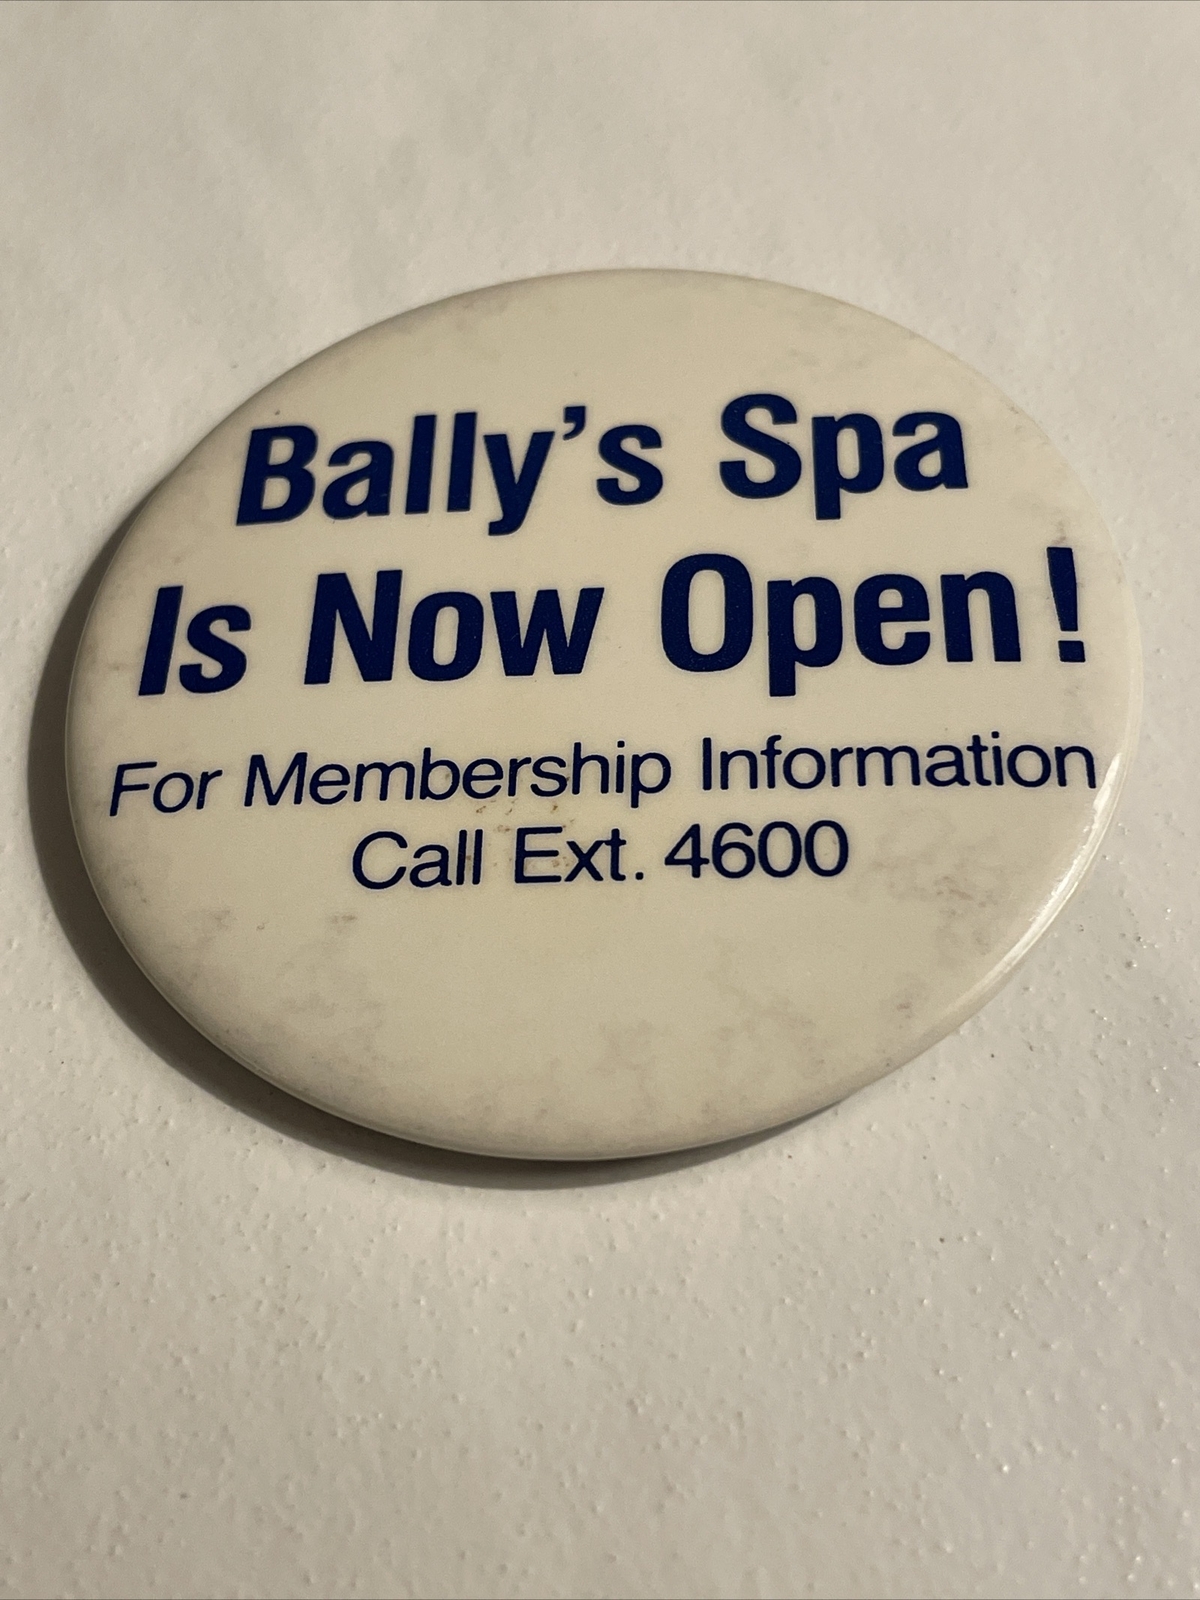 Bally's Spa
Is Now Open!
For Membership Information
Call Ext. 4600